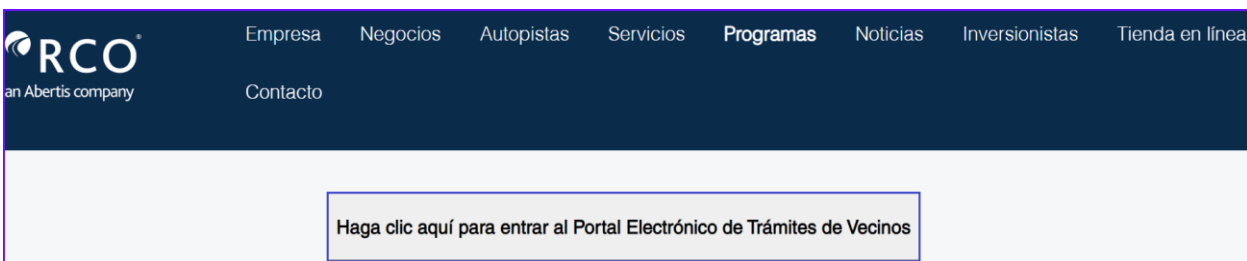 RCO®
an Abertis company
Empresa Negocios Autopistas Servicios Programas Noticias Inversionistas Tienda en línea
Contacto
Haga clic aquí para entrar al Portal Electrónico de Trámites de Vecinos